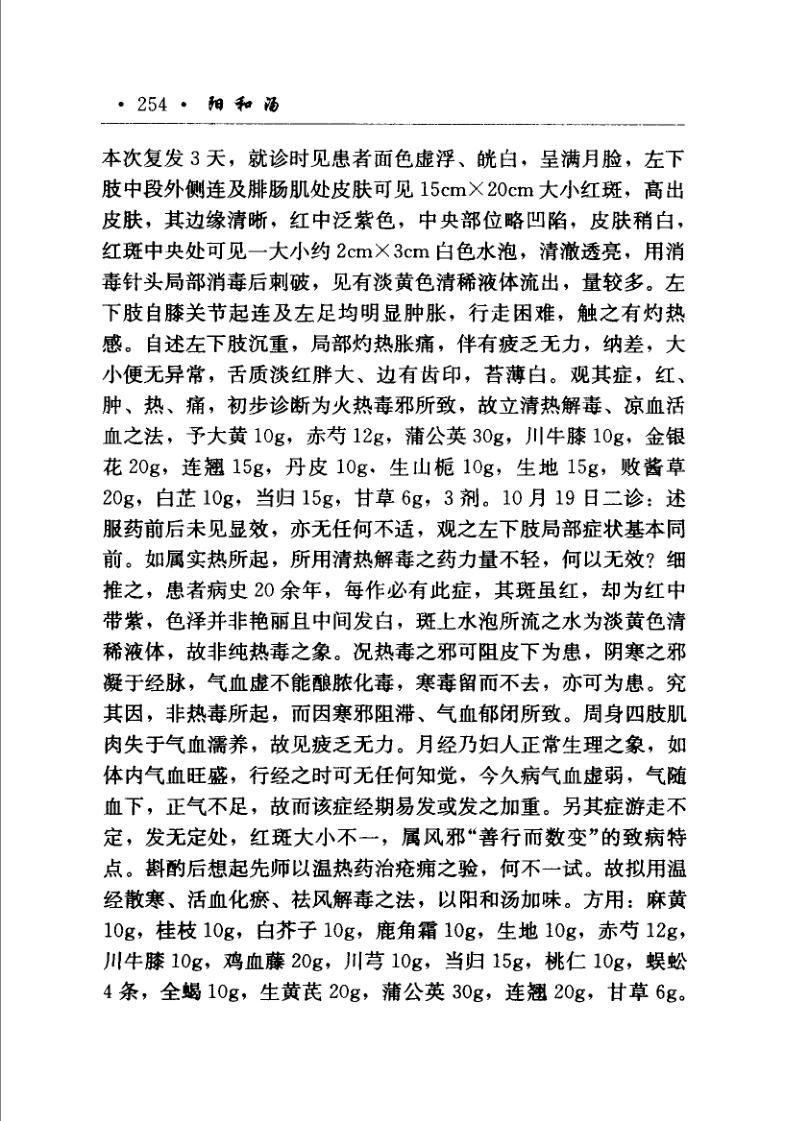 · 254 · 阳和汤
本次复发 3 天，就诊时见患者面色虚浮、㿠白，呈满月脸，左下
肢中段外侧连及腓肠肌处皮肤可见 15cm×20cm 大小红斑，高出
皮肤，其边缘清晰，红中泛紫色，中央部位略凹陷，皮肤稍白，
红斑中央处可见一大小约 2cm×3cm 白色水泡，清澈透亮，用消
毒针头局部消毒后刺破，见有淡黄色清稀液体流出，量较多。左
下肢自膝关节起连及左足均明显肿胀，行走困难，触之有灼热
感。自述左下肢沉重，局部灼热胀痛，伴有疲乏无力，纳差，大
小便无异常，舌质淡红胖大、边有齿印，苔薄白。观其症，红、
肿、热、痛，初步诊断为火热毒邪所致，故立清热解毒、凉血活
血之法，予大黄 10g，赤芍 12g，蒲公英 30g，川牛膝 10g，金银
花 20g，连翘 15g，丹皮 10g．生山栀 10g，生地 15g，败酱草
20g，白芷 10g，当归 15g，甘草 6g，3 剂。10 月 19 日二诊：述
服药前后未见显效，亦无任何不适，观之左下肢局部症状基本同
前。如属实热所起，所用清热解毒之药力量不轻，何以无效？细
推之，患者病史 20 余年，每作必有此症，其斑虽红，却为红中
带紫，色泽并非艳丽且中间发白，斑上水泡所流之水为淡黄色清
稀液体，故非纯热毒之象。况热毒之邪可阻皮下为患，阴寒之邪
凝于经脉，气血虚不能酿脓化毒，寒毒留而不去，亦可为患。究
其因，非热毒所起，而因寒邪阻滞、气血郁闭所致。周身四肢肌
肉失于气血濡养，故见疲乏无力。月经乃妇人正常生理之象，如
体内气血旺盛，行经之时可无任何知觉，今久病气血虚弱，气随
血下，正气不足，故而该症经期易发或发之加重。另其症游走不
定，发无定处，红斑大小不一，属风邪“善行而数变”的致病特
点。斟酌后想起先师以温热药治疮痈之验，何不一试。故拟用温
经散寒、活血化瘀、祛风解毒之法，以阳和汤加味。方用：麻黄
10g，桂枝 10g，白芥子 10g，鹿角霜 10g，生地 10g，赤芍 12g，
川牛膝 10g，鸡血藤 20g，川芎 10g，当归 15g，桃仁 10g，蜈蚣
4 条，全蝎 10g，生黄芪 20g，蒲公英 30g，连翘 20g，甘草 6g。